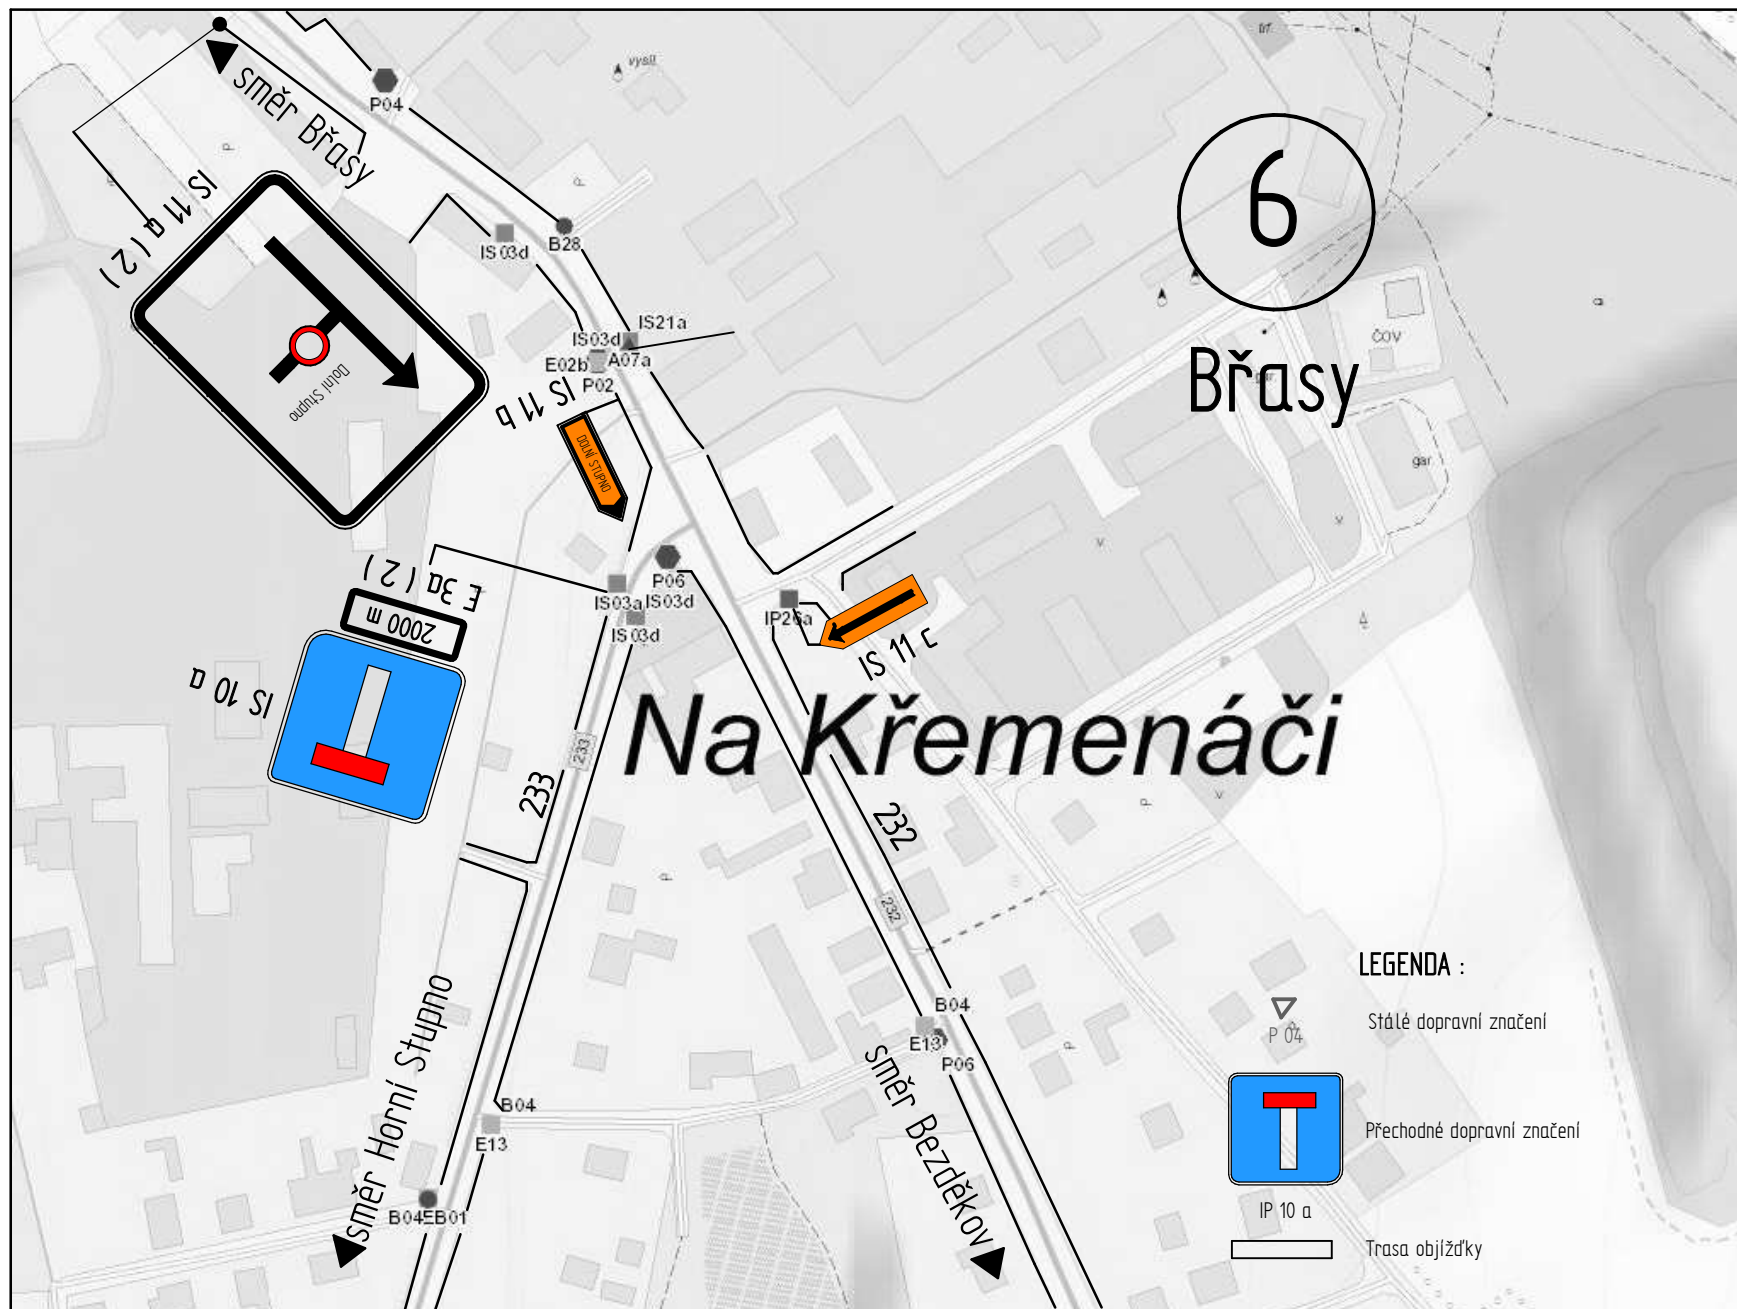 směr Břasy
P04
vysíl
P
P
P
6
Břasy
IS 11 a ( 2 )
Dolní Stupno
IS 03d
B28
IS21a
IS03d
E02b
A07a
P02
IS 11 b
DOLNÍ STUPNO
ČOV
gar
gar
v
v
E 3a ( 2 )
2000 m
IS 10 a
P06
IS03a
IS03d
IS 03d
IP26a
IS 11 c
Na Křemenáči
233
233
232
232
P
v
P
P
směr Horní Stupno
B04
E13
P06
směr Bezděkov
B04
E13
B04
EB01
LEGENDA :
P 04
Stálé dopravní značení
Přechodné dopravní značení
IP 10 a
Trasa objížďky